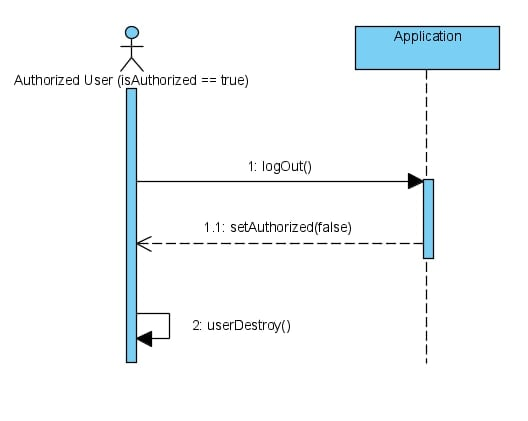 Application
Authorized User (isAuthorized == true)
1: logOut()
1.1: setAuthorized(false)
2: userDestroy()